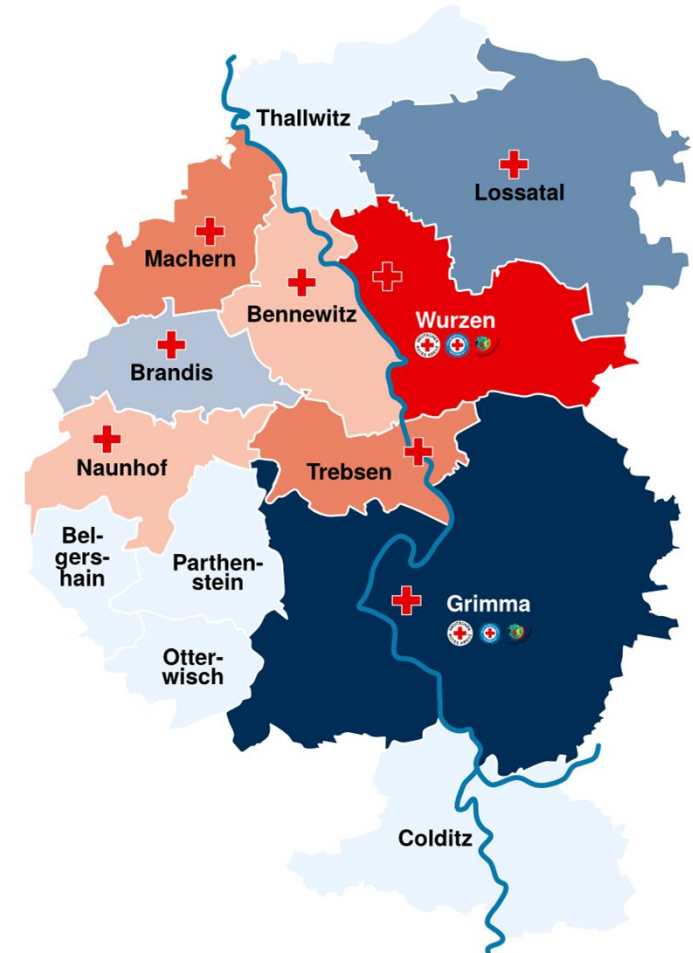 Thallwitz
Lossatal
Machern
Bennewitz
Wurzen
Brandis
Naunhof
Trebsen
Bel-
gers-
hain
Parthen-
stein
Grimma
Otter-
wisch
Colditz